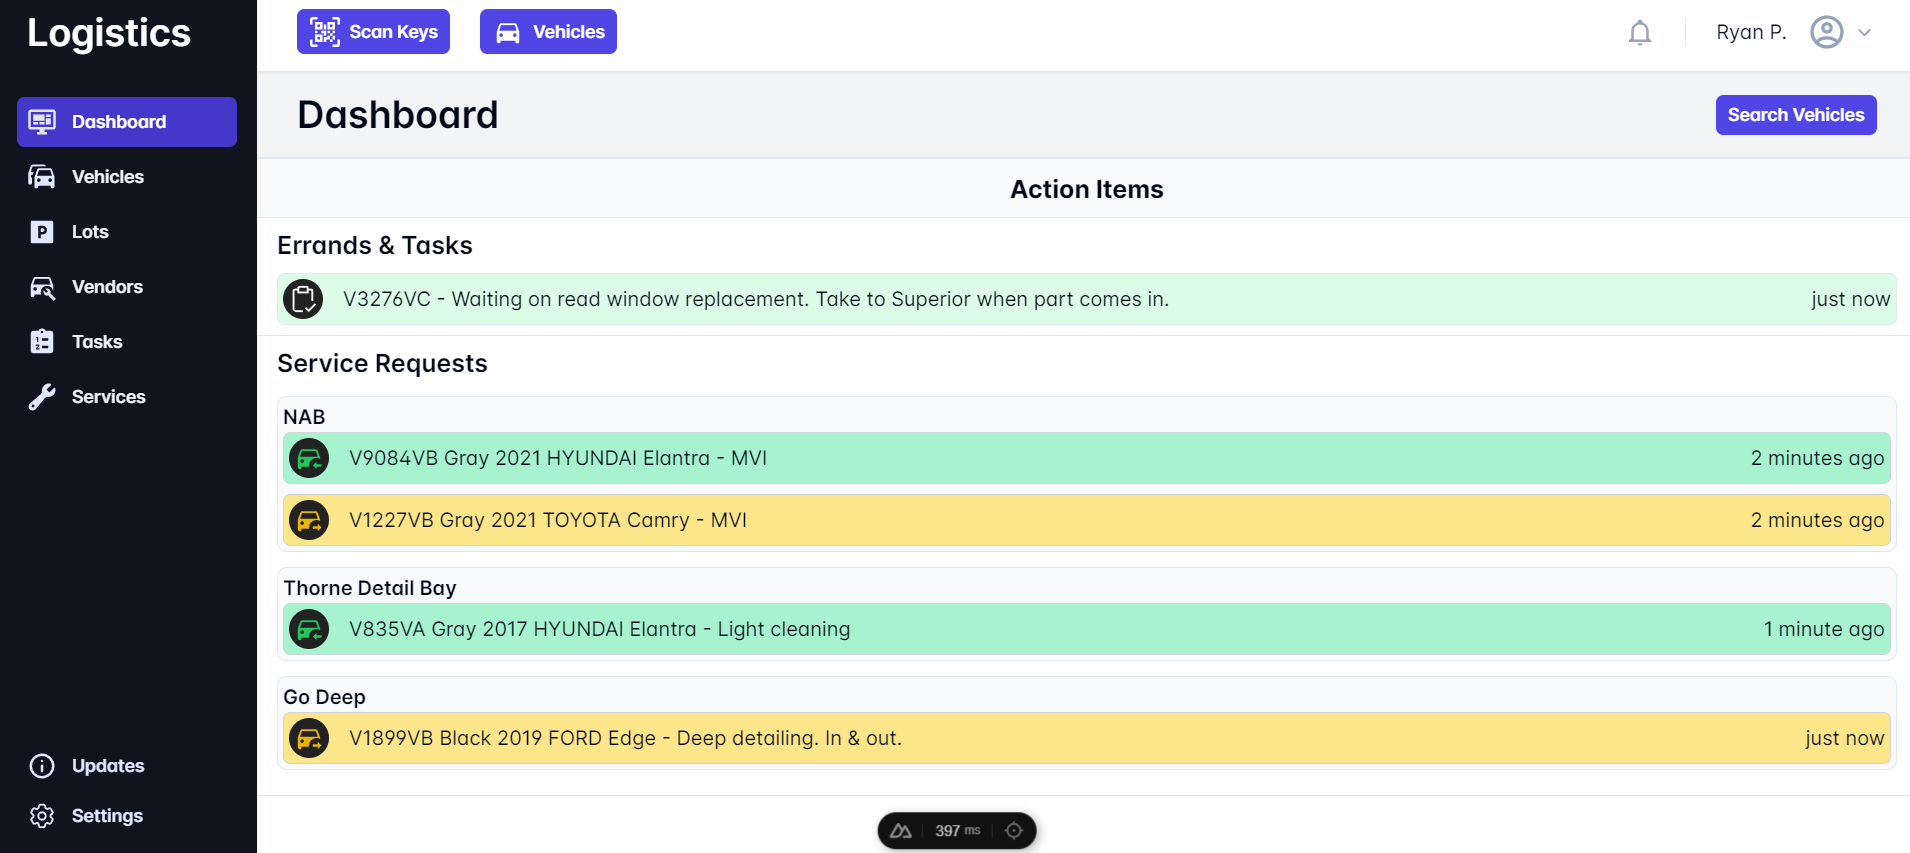 Logistics
Scan Keys
Vehicles
Ryan P.
Dashboard
Vehicles
Lots
Vendors
Tasks
Services
Updates
Settings
Dashboard
Search Vehicles
Action Items
Errands & Tasks
V3276VC - Waiting on read window replacement. Take to Superior when part comes in.
just now
Service Requests
NAB
V9084VB Gray 2021 HYUNDAI Elantra - MVI
2 minutes ago
V1227VB Gray 2021 TOYOTA Camry - MVI
2 minutes ago
Thorne Detail Bay
V835VA Gray 2017 HYUNDAI Elantra - Light cleaning
1 minute ago
Go Deep
V1899VB Black 2019 FORD Edge - Deep detailing. In & out.
just now
397 ms